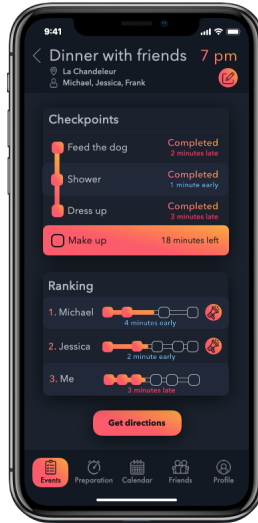 9:41
Dinner with friends 7 pm
La Chandeleur
Michael, Jessica, Frank
Checkpoints
Feed the dog Completed
2 minutes late
Shower Completed
1 minute early
Dress up Completed
3 minutes late
Make up 18 minutes left
Ranking
1. Michael
4 minutes early
2. Jessica
2 minute early
3. Me
3 minutes late
Get directions
Events Preparation Calendar Friends Profile